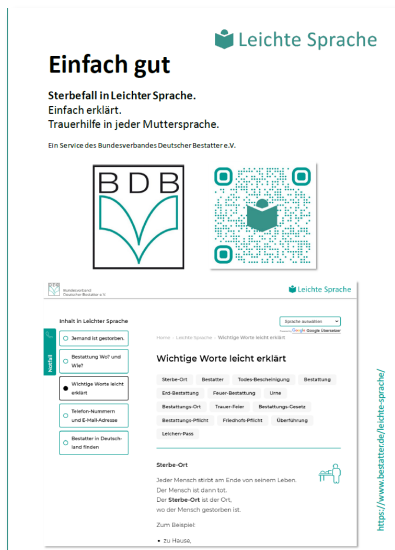 Leichte Sprache
Einfach gut
Sterbefall in Leichter Sprache.
Einfach erklärt.
Trauerhilfe in jeder Muttersprache.
Ein Service des Bundesverbandes Deutscher Bestatter e.V.
BDB
Bundesverband
Deutscher Bestatter e.V.
Leichte Sprache
Notfall
Inhalt in Leichter Sprache
Jemand ist gestorben.
Bestattung Wo? und
Wie?
Wichtige Worte leicht
erklärt
Telefon-Nummern
und E-Mail-Adresse
Bestatter in Deutsch-
land finden
Sprache auswählen
Google Übersetzer
Home - Leichte Sprache - Wichtige Worte leicht erklärt
Wichtige Worte leicht erklärt
Sterbe-Ort Bestatter Todes-Bescheinigung Bestattung
Erd-Bestattung Feuer-Bestattung Urne
Bestattungs-Ort Trauer-Feier Bestattungs-Gesetz
Bestattungs-Pflicht Friedhofs-Pflicht Überführung
Leichen-Pass
Sterbe-Ort
Jeder Mensch stirbt am Ende von seinem Leben.
Der Mensch ist dann tot.
Der Sterbe-Ort ist der Ort,
wo der Mensch gestorben ist.
Zum Beispiel:
• zu Hause,
https://www.bestatter.de/leichte-sprache/